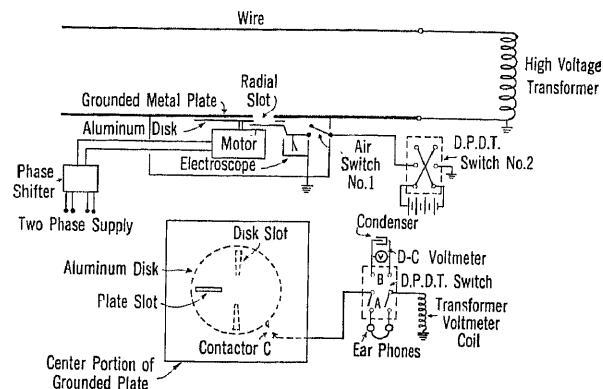 Wire
High Voltage
Transformer
Radial
Slot
Grounded Metal Plate
Aluminum Disk
Motor
Electroscope
Air
Switch
No.1
D.P.D.T.
Switch No.2
Phase
Shifter
Two Phase Supply
Condenser
Disk Slot
D-C Voltmeter
V
Aluminum Disk
B
D.P.D.T. Switch
Plate Slot
A
Transformer
Voltmeter
Coil
Contactor C
Ear Phones
Center Portion of
Grounded Plate